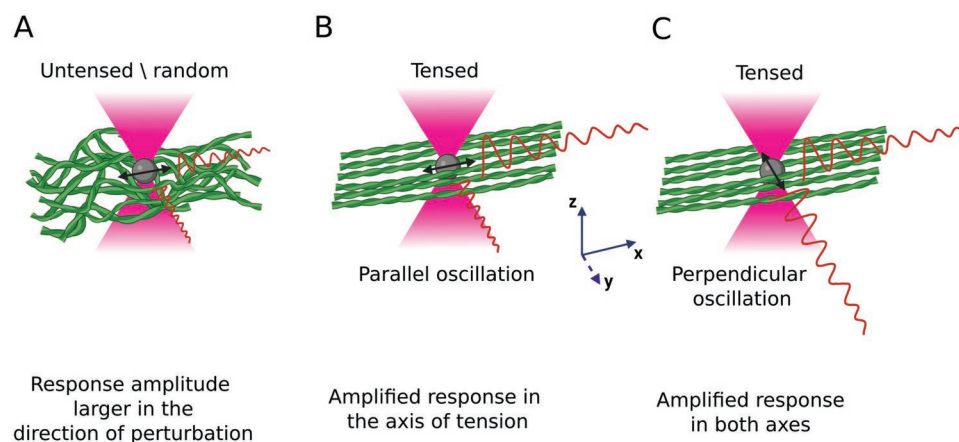 A
Untensed \ random
Response amplitude
larger in the
direction of perturbation
B
Tensed
Parallel oscillation
Amplified response in
the axis of tension
z
x
y
C
Tensed
Perpendicular
oscillation
Amplified response
in both axes